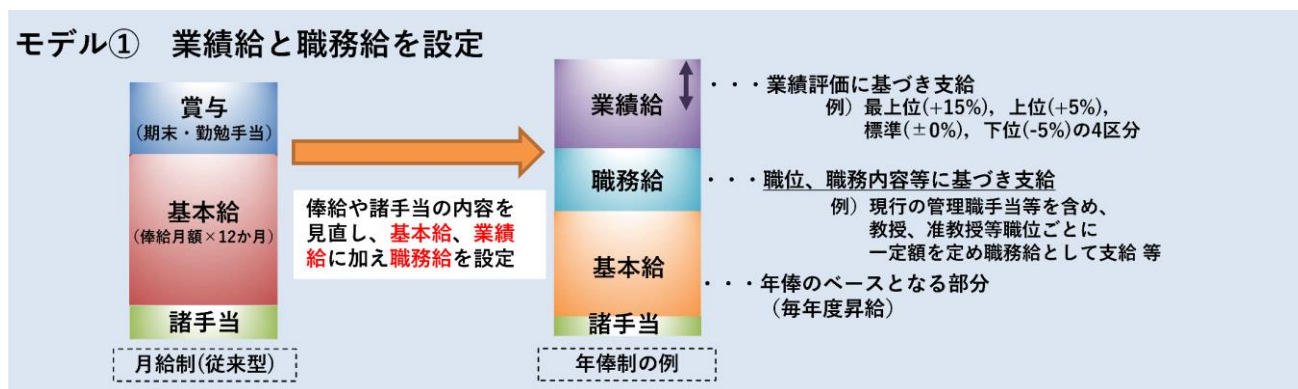 モデル① 業績給と職務給を設定
賞与
(期末・勤勉手当)
基本給
(俸給月額×12か月)
諸手当
月給制(従来型)
俸給や諸手当の内容を
見直し、基本給、業績
給に加え職務給を設定
業績給
職務給
基本給
諸手当
年俸制の例
・・・業績評価に基づき支給
例）最上位(+15%)，上位(+5%)，
標準(±0%)，下位(-5%)の4区分
・・・職位、職務内容等に基づき支給
例）現行の管理職手当等を含め、
教授、准教授等職位ごとに
一定額を定め職務給として支給 等
・・・年俸のベースとなる部分
（毎年度昇給）